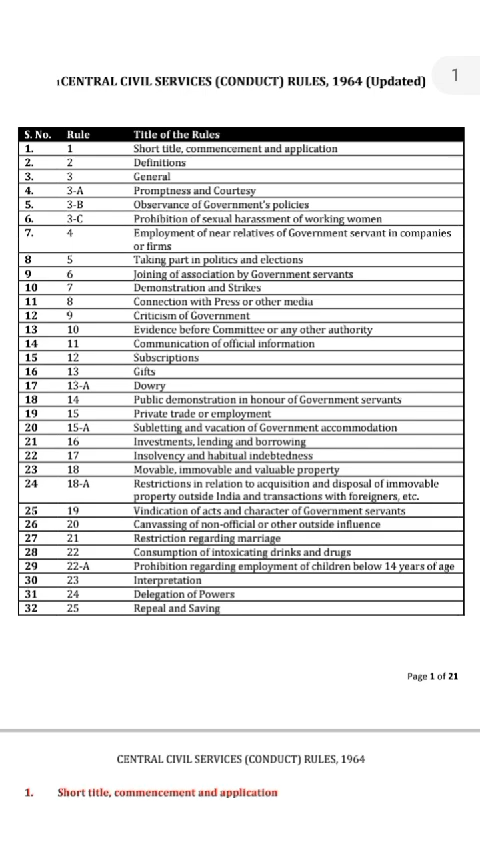 1
CENTRAL CIVIL SERVICES (CONDUCT) RULES, 1964 (Updated)
S. No. Rule Title of the Rules
1. 1 Short title, commencement and application
2. 2 Definitions
3. 3 General
4. 3-A Promptness and Courtesy
5. 3-B Observance of Government's policies
6. 3-C Prohibition of sexual harassment of working women
7. 4 Employment of near relatives of Government servant in companies
or firms
8 5 Taking part in politics and elections
9 6 Joining of association by Government servants
10 7 Demonstration and Strikes
11 8 Connection with Press or other media
12 9 Criticism of Government
13 10 Evidence before Committee or any other authority
14 11 Communication of official information
15 12 Subscriptions
16 13 Gifts
17 13-A Dowry
18 14 Public demonstration in honour of Government servants
19 15 Private trade or employment
20 15-A Subletting and vacation of Government accommodation
21 16 Investments, lending and borrowing
22 17 Insolvency and habitual indebtedness
23 18 Movable, immovable and valuable property
24 18-A Restrictions in relation to acquisition and disposal of immovable
property outside India and transactions with foreigners, etc.
25 19 Vindication of acts and character of Government servants
26 20 Canvassing of non-official or other outside influence
27 21 Restriction regarding marriage
28 22 Consumption of intoxicating drinks and drugs
29 22-A Prohibition regarding employment of children below 14 years of age
30 23 Interpretation
31 24 Delegation of Powers
32 25 Repeal and Saving
Page 1 of 21
CENTRAL CIVIL SERVICES (CONDUCT) RULES, 1964
1. Short title, commencement and application